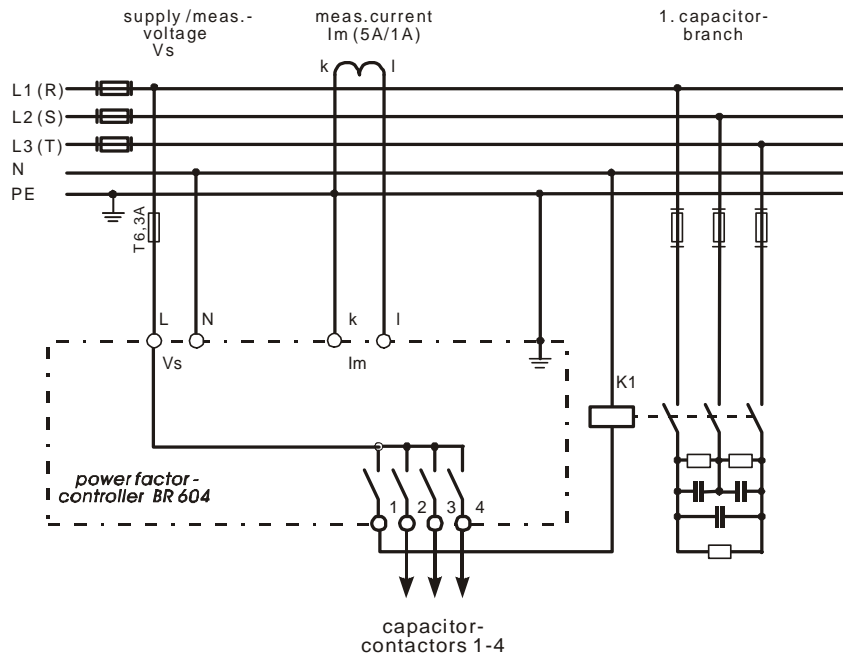 supply/meas.-
voltage
Vs
meas.current
Im (5A/1A)
1. capacitor-
branch
k l
L1 (R)
L2 (S)
L3 (T)
N
PE
T6,3A
L N k l
Vs Im
K1
power factor-
controller BR 604
1 2 3 4
capacitor-
contactors 1-4